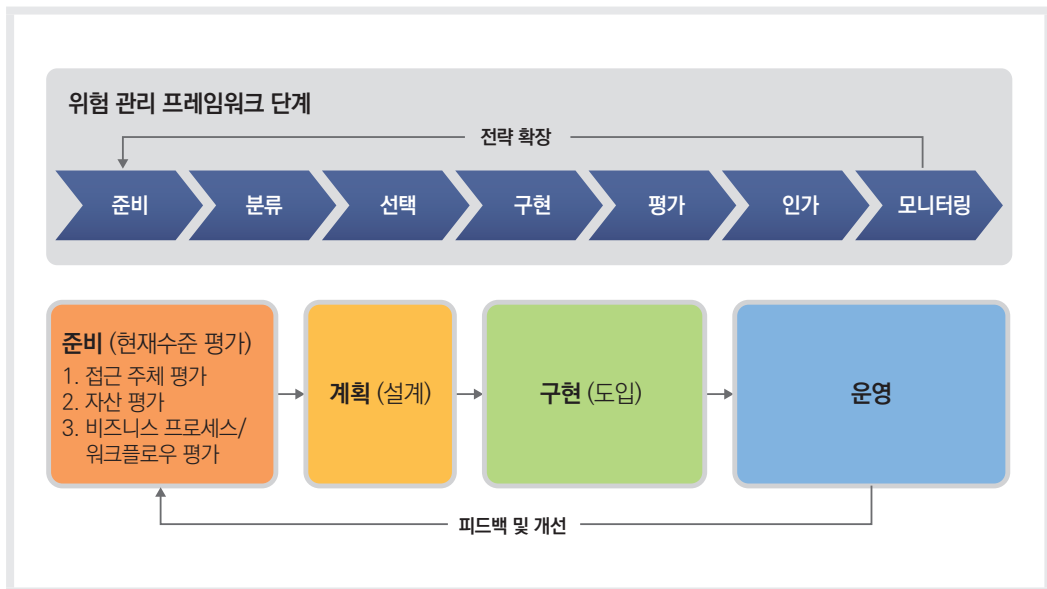 위험 관리 프레임워크 단계
전략 확장
준비
분류
선택
구현
평가
인가
모니터링
준비 (현재수준 평가)
1. 접근 주체 평가
2. 자산 평가
3. 비즈니스 프로세스/
워크플로우 평가
계획 (설계)
구현 (도입)
운영
피드백 및 개선